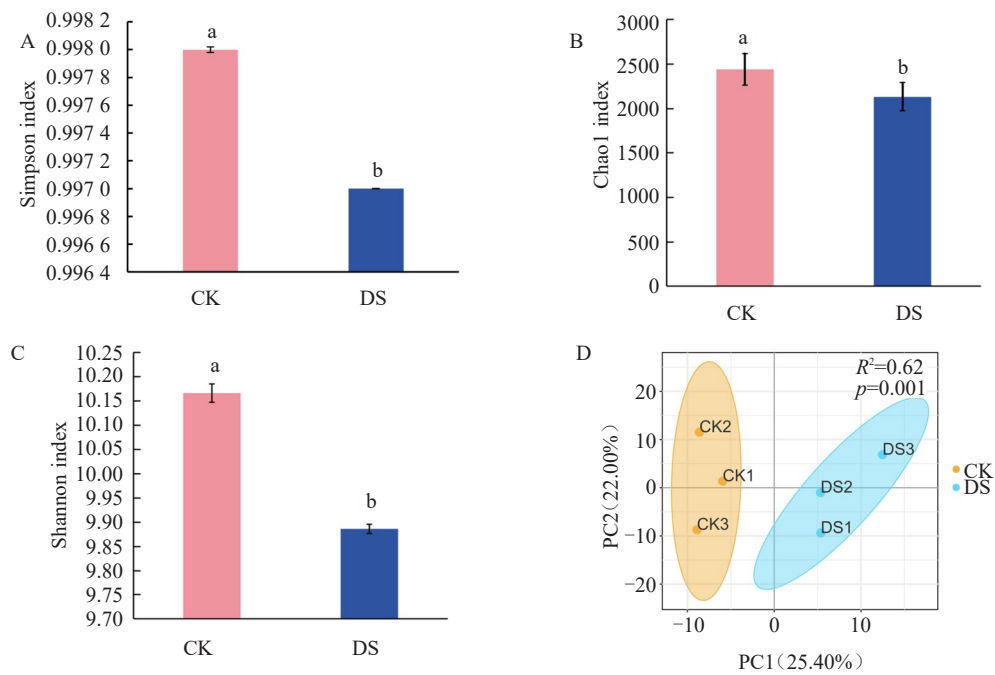 A
Simpson index
0.998 2
0.998 0
0.997 8
0.997 6
0.997 4
0.997 2
0.997 0
0.996 8
0.996 6
0.996 4
a
b
CK
DS
B
Chao1 index
3000
2500
2000
1500
1000
500
0
a
b
CK
DS
C
Shannon index
10.25
10.20
10.15
10.10
10.05
10.00
9.95
9.90
9.85
9.80
9.75
9.70
a
b
CK
DS
D
PC2(22.00%)
20
10
0
−10
−20
R²=0.62
p=0.001
CK2
CK1
CK3
DS3
DS2
DS1
CK
DS
−10
0
10
PC1(25.40%)